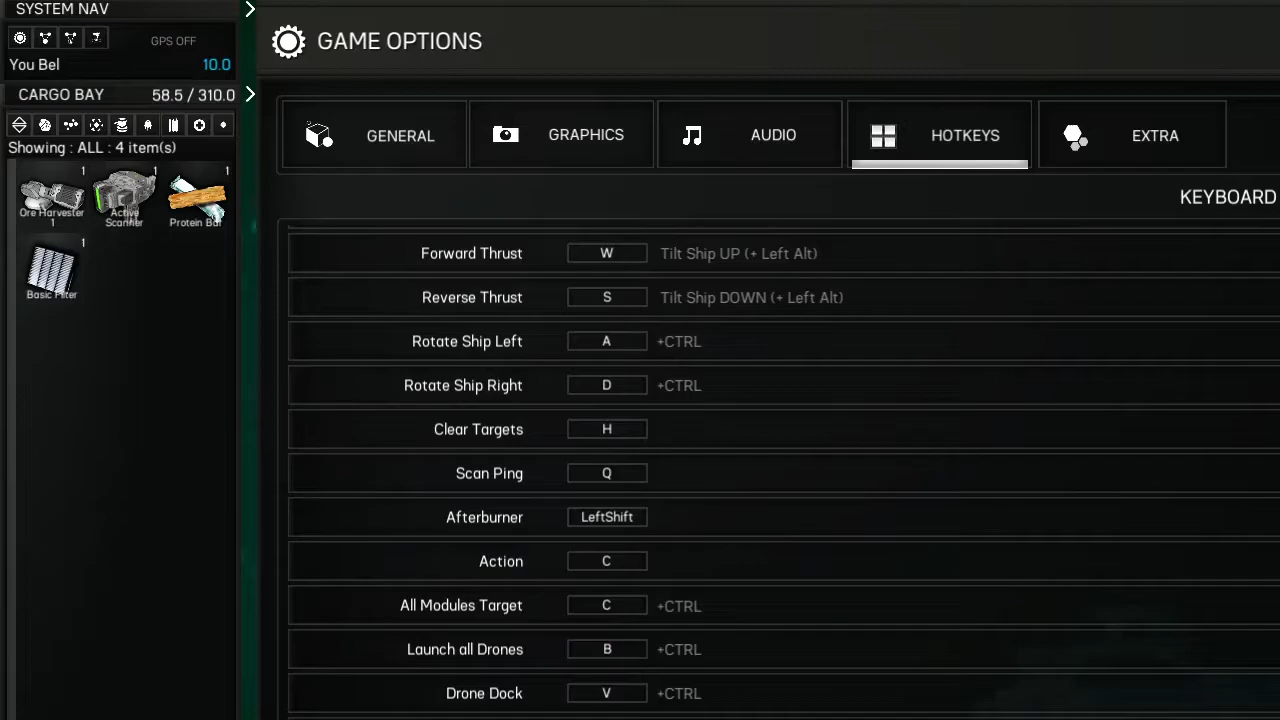 SYSTEM NAV
GPS OFF
You Bel 10.0
CARGO BAY 58.5 / 310.0
Showing : ALL : 4 item(s)
1 1 1
Ore Harvester 1
Active Scanner
Protein Bar
1
Basic Filter
GAME OPTIONS
GENERAL GRAPHICS AUDIO HOTKEYS EXTRA
KEYBOARD
Forward Thrust W Tilt Ship UP (+ Left Alt)
Reverse Thrust S Tilt Ship DOWN (+ Left Alt)
Rotate Ship Left A +CTRL
Rotate Ship Right D +CTRL
Clear Targets H
Scan Ping Q
Afterburner LeftShift
Action C
All Modules Target C +CTRL
Launch all Drones B +CTRL
Drone Dock V +CTRL